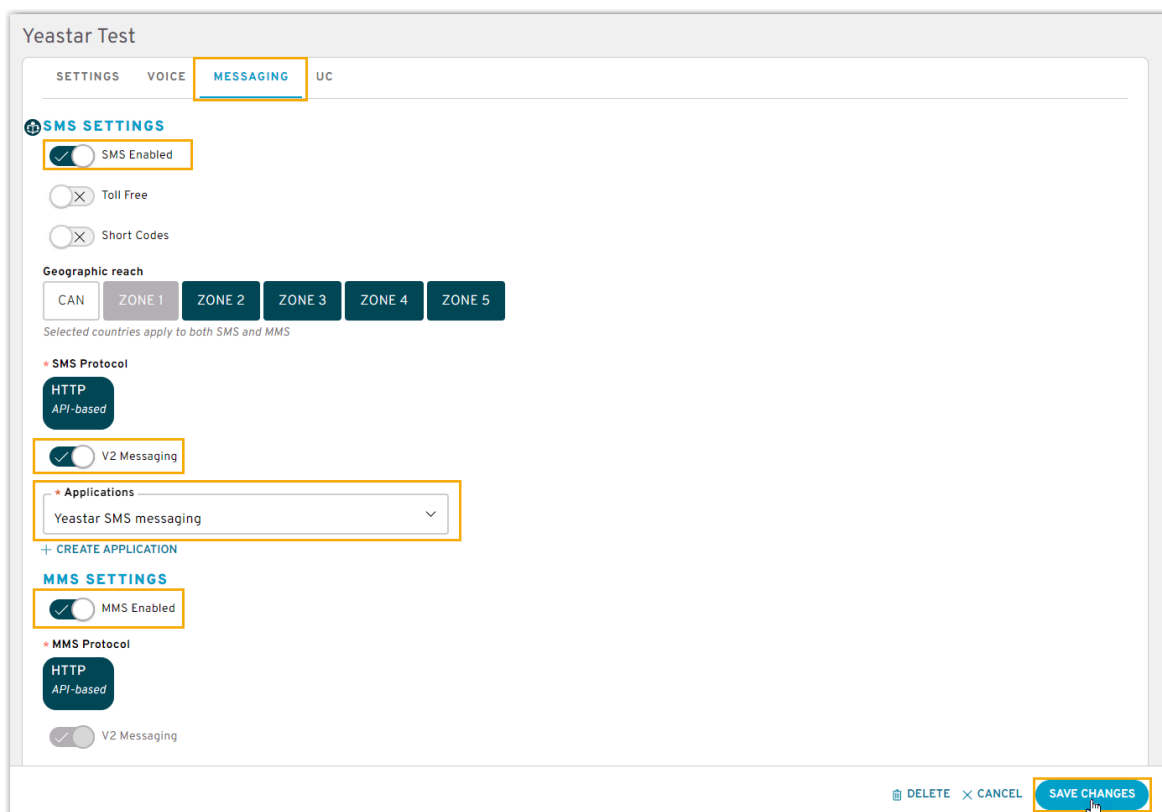 Yeastar Test
SETTINGS VOICE MESSAGING UC
SMS SETTINGS
SMS Enabled
Toll Free
Short Codes
Geographic reach
CAN ZONE 1 ZONE 2 ZONE 3 ZONE 4 ZONE 5
Selected countries apply to both SMS and MMS
* SMS Protocol
HTTP
API-based
V2 Messaging
* Applications
Yeastar SMS messaging
+ CREATE APPLICATION
MMS SETTINGS
MMS Enabled
* MMS Protocol
HTTP
API-based
V2 Messaging
DELETE CANCEL SAVE CHANGES